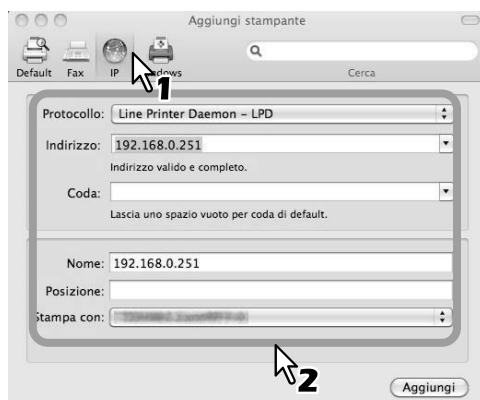 Aggiungi stampante
Default Fax IP Cerca
1
Protocollo: Line Printer Daemon – LPD
Indirizzo: 192.168.0.251
Indirizzo valido e completo.
Coda:
Lascia uno spazio vuoto per coda di default.
Nome: 192.168.0.251
Posizione:
Stampa con:
2
Aggiungi